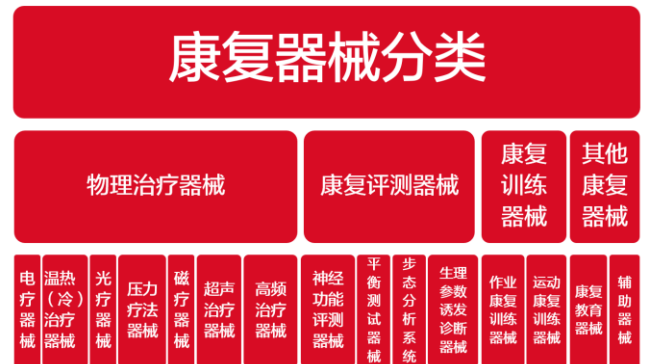 康复器械分类
物理治疗器械
康复评测器械
康复
训练
器械
其他
康复
器械
电
疗
器
械
温热
（冷）
治疗
器械
光
疗
器
械
压力
疗法
器械
磁
疗
器
械
超声
治疗
器械
高频
治疗
器械
神经
功能
评测
器械
平
衡
测
试
器
械
步
态
分
析
系
统
生理
参数
诱发
诊断
器械
作业
康复
训练
器械
运动
康复
训练
器械
康复
教育
器械
辅
助
器
械